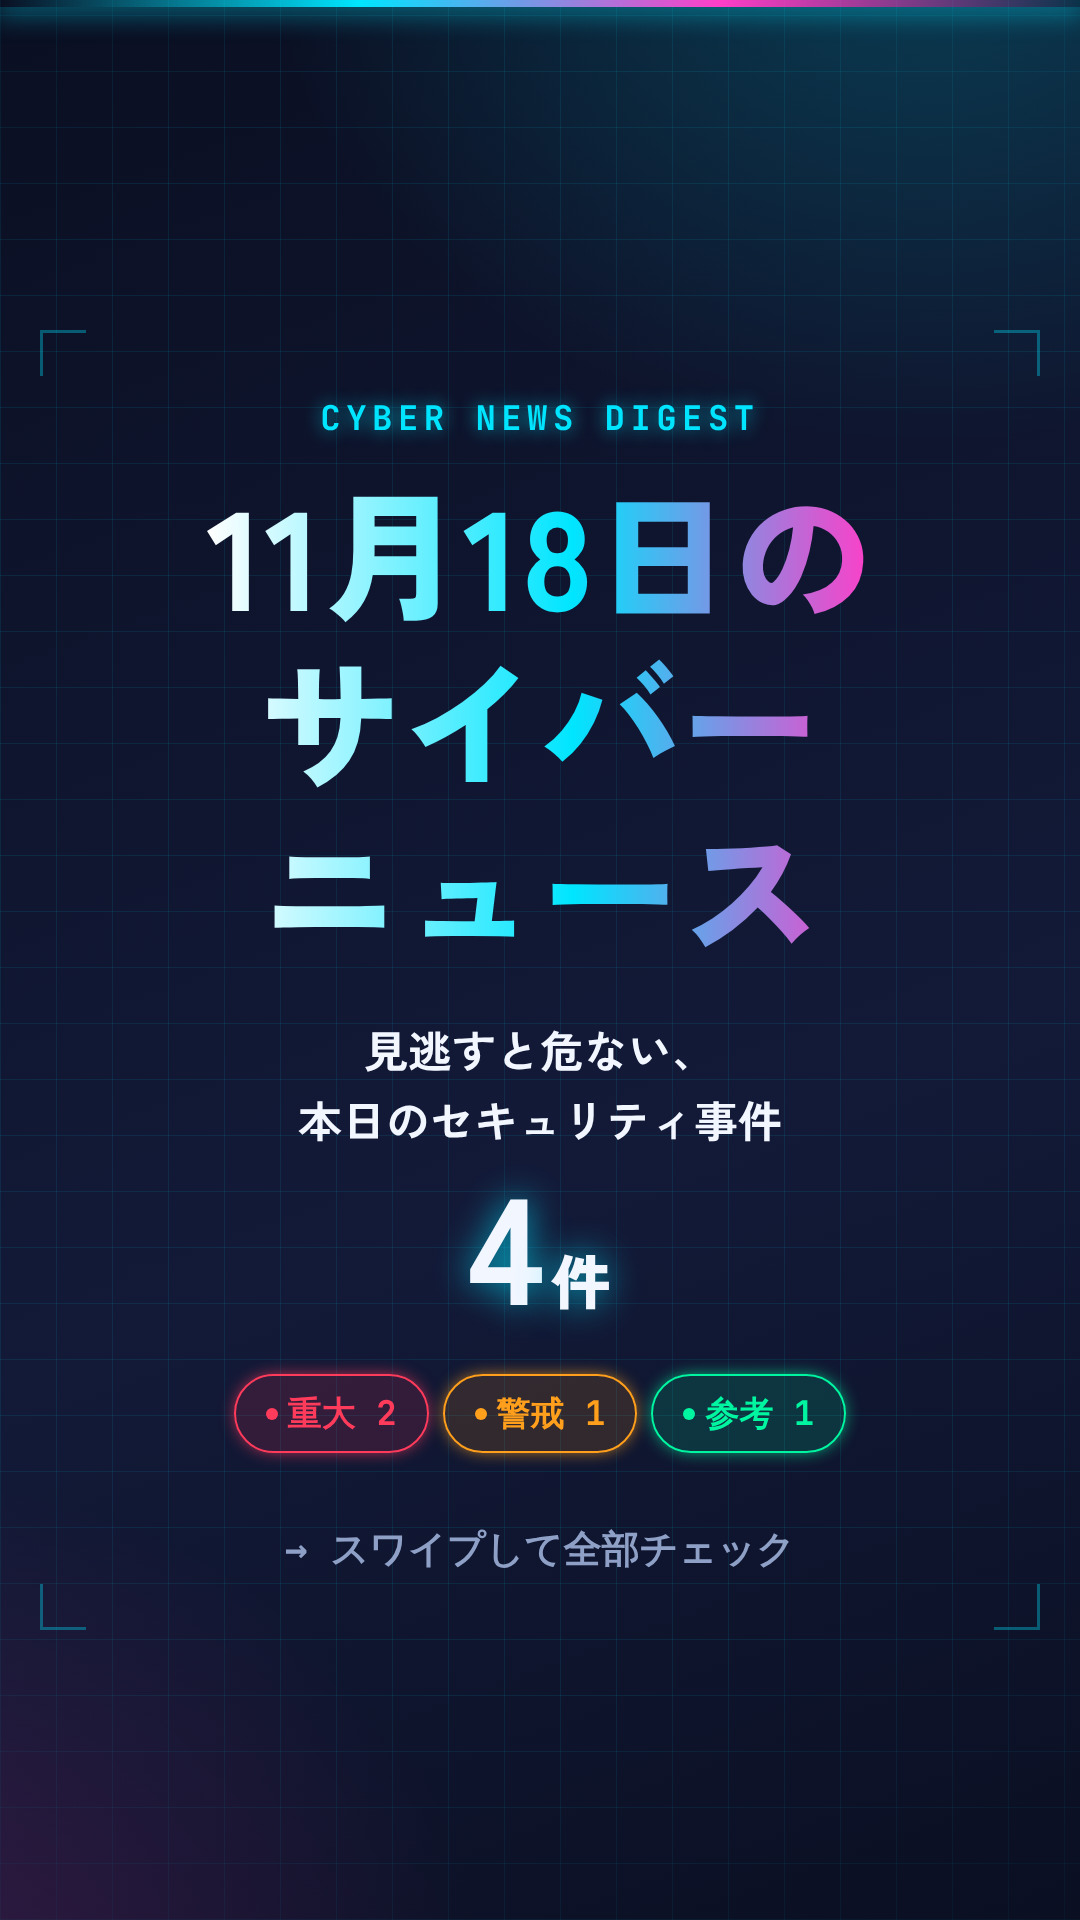 CYBER NEWS DIGEST
11月18日の
サイバー
ニュース
見逃すと危ない、
本日のセキュリティ事件
4件
重大 2 警戒 1 参考 1
→ スワイプして全部チェック